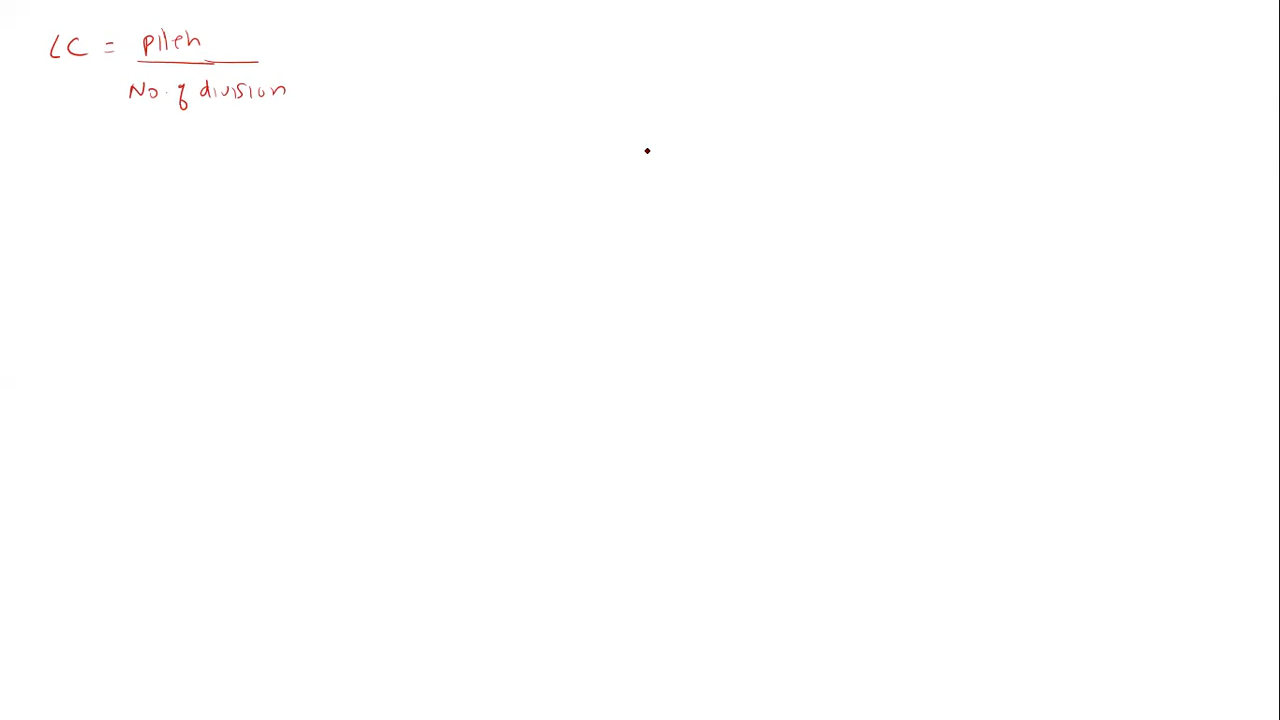 LC = pitch
No. of division